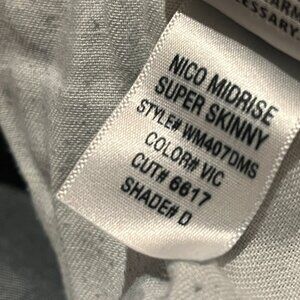 NICO MIDRISE
SUPER SKINNY
STYLE# WM407DMS
COLOR# VIC
CUT# 6617
SHADE# D